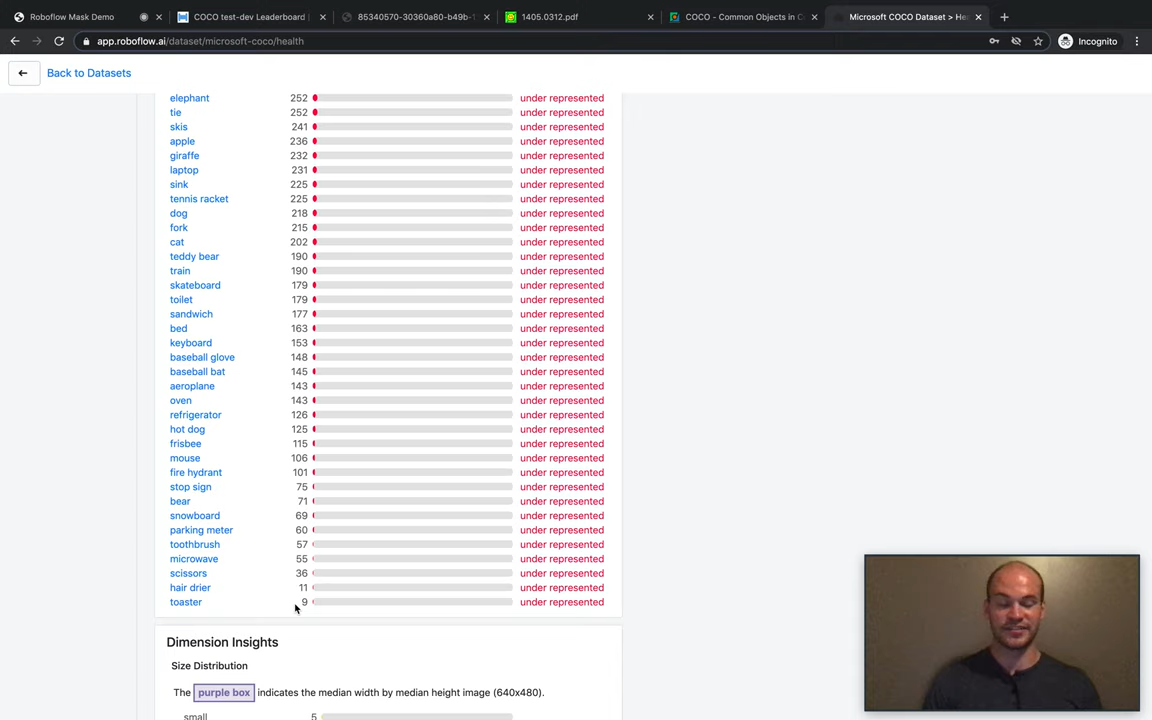 Roboflow Mask Demo
COCO test-dev Leaderboard |
85340570-30360a80-b49b-1
1405.0312.pdf
COCO - Common Objects in C
Microsoft COCO Dataset > He
app.roboflow.ai/dataset/microsoft-coco/health
Incognito
Back to Datasets
elephant 252 under represented
tie 252 under represented
skis 241 under represented
apple 236 under represented
giraffe 232 under represented
laptop 231 under represented
sink 225 under represented
tennis racket 225 under represented
dog 218 under represented
fork 215 under represented
cat 202 under represented
teddy bear 190 under represented
train 190 under represented
skateboard 179 under represented
toilet 179 under represented
sandwich 177 under represented
bed 163 under represented
keyboard 153 under represented
baseball glove 148 under represented
baseball bat 145 under represented
aeroplane 143 under represented
oven 143 under represented
refrigerator 126 under represented
hot dog 125 under represented
frisbee 115 under represented
mouse 106 under represented
fire hydrant 101 under represented
stop sign 75 under represented
bear 71 under represented
snowboard 69 under represented
parking meter 60 under represented
toothbrush 57 under represented
microwave 55 under represented
scissors 36 under represented
hair drier 11 under represented
toaster 9 under represented
Dimension Insights
Size Distribution
The purple box indicates the median width by median height image (640x480).
small 5